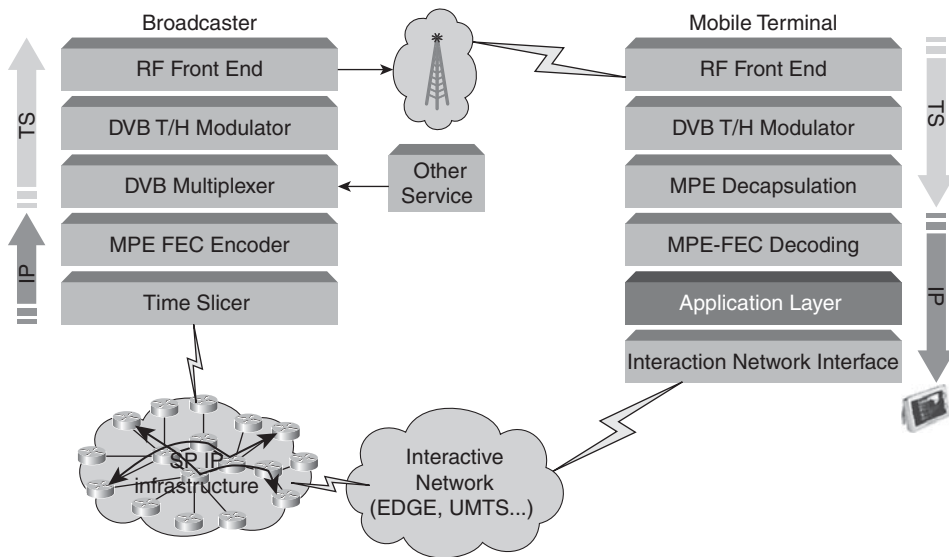 Broadcaster
RF Front End
DVB T/H Modulator
DVB Multiplexer
MPE FEC Encoder
Time Slicer
TS
IP
Other
Service
Mobile Terminal
RF Front End
DVB T/H Modulator
MPE Decapsulation
MPE-FEC Decoding
Application Layer
Interaction Network Interface
TS
IP
SP IP
infrastructure
Interactive
Network
(EDGE, UMTS...)